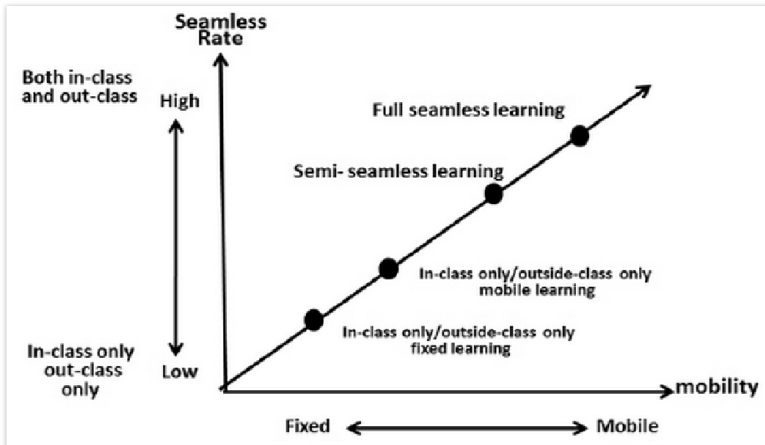 Seamless
Rate
Both in-class
and out-class
High
Full seamless learning
Semi- seamless learning
In-class only/outside-class only
mobile learning
In-class only/outside-class only
fixed learning
In-class only
out-class
only
Low
mobility
Fixed
Mobile